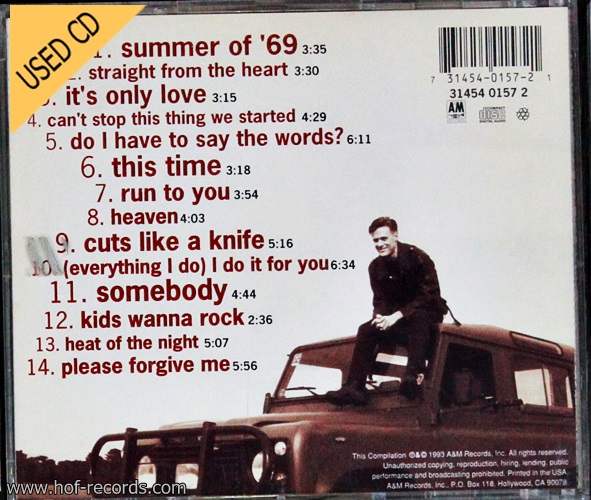 USED CD
1. summer of '69 3:35
2. straight from the heart 3:30
3. it's only love 3:15
4. can't stop this thing we started 4:29
5. do I have to say the words? 6:11
6. this time 3:18
7. run to you 3:54
8. heaven 4:03
9. cuts like a knife 5:16
10. (everything I do) I do it for you 6:34
11. somebody 4:44
12. kids wanna rock 2:36
13. heat of the night 5:07
14. please forgive me 5:56
7 31454-0157-2 1
31454 0157 2
AM
COMPACT
disc
DIGITAL AUDIO
This Compilation ℗&© 1993 A&M Records, Inc. All rights reserved.
Unauthorized copying, reproduction, hiring, lending, public
performance and broadcasting prohibited. Printed in the USA.
A&M Records, Inc., P.O. Box 118, Hollywood, CA 90078
www.hof-records.com